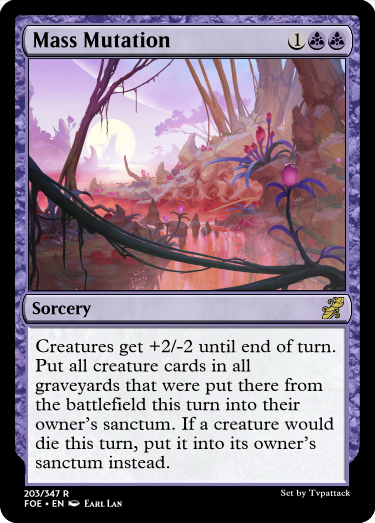 Mass Mutation 1
Sorcery
Creatures get +2/-2 until end of turn.
Put all creature cards in all
graveyards that were put there from
the battlefield this turn into their
owner's sanctum. If a creature would
die this turn, put it into its owner's
sanctum instead.
203/347 R
Set by Tvpattack
FOE • EN Earl Lan